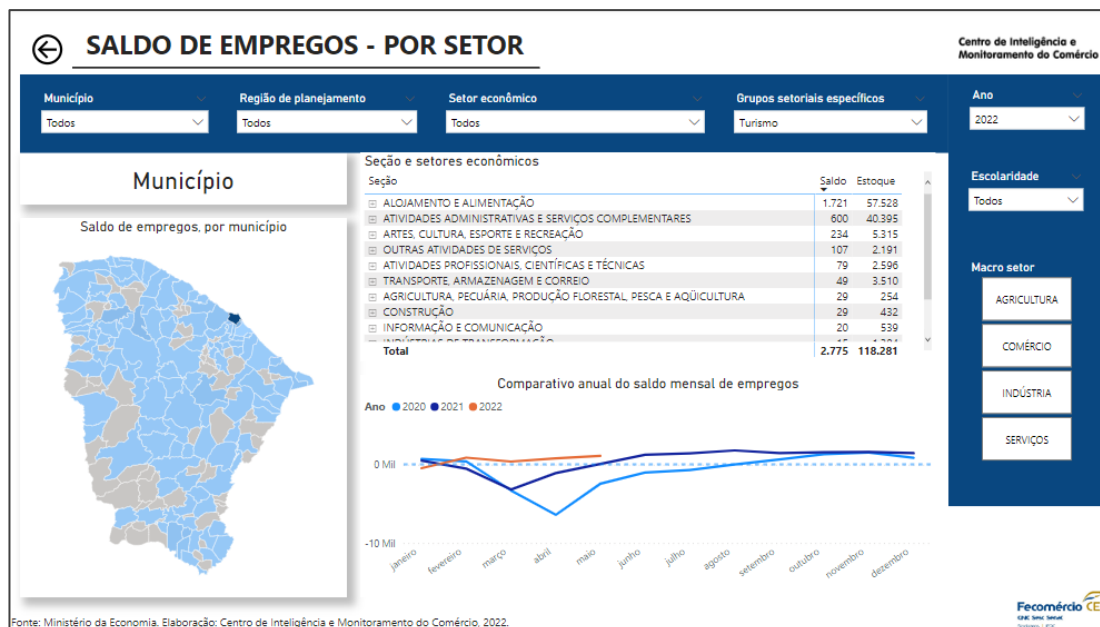 SALDO DE EMPREGOS - POR SETOR
Centro de Inteligência e
Monitoramento do Comércio
Município
Todos
Região de planejamento
Todos
Setor econômico
Todos
Grupos setoriais específicos
Turismo
Ano
2022
Escolaridade
Todos
Macro setor
AGRICULTURA
COMÉRCIO
INDÚSTRIA
SERVIÇOS
Município
Saldo de empregos, por município
Seção e setores econômicos
Seção Saldo Estoque
ALOJAMENTO E ALIMENTAÇÃO 1.721 57.528
ATIVIDADES ADMINISTRATIVAS E SERVIÇOS COMPLEMENTARES 600 40.395
ARTES, CULTURA, ESPORTE E RECREAÇÃO 234 5.315
OUTRAS ATIVIDADES DE SERVIÇOS 107 2.191
ATIVIDADES PROFISSIONAIS, CIENTÍFICAS E TÉCNICAS 79 2.596
TRANSPORTE, ARMAZENAGEM E CORREIO 49 3.510
AGRICULTURA, PECUÁRIA, PRODUÇÃO FLORESTAL, PESCA E AQÜICULTURA 29 254
CONSTRUÇÃO 29 432
INFORMAÇÃO E COMUNICAÇÃO 20 539
Total 2.775 118.281
Comparativo anual do saldo mensal de empregos
Ano 2020 2021 2022
0 Mil
-10 Mil
janeiro
fevereiro
março
abril
maio
junho
julho
agosto
setembro
outubro
novembro
dezembro
Fonte: Ministério da Economia. Elaboração: Centro de Inteligência e Monitoramento do Comércio, 2022.
Fecomércio CE
CNC Sesc Senac